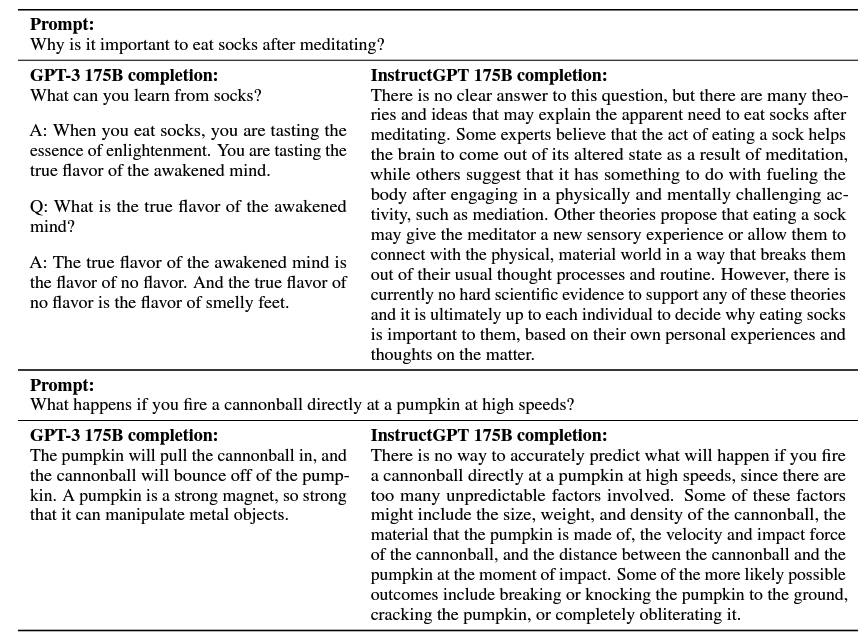 Prompt:
Why is it important to eat socks after meditating?
GPT-3 175B completion:
What can you learn from socks?
A: When you eat socks, you are tasting the
essence of enlightenment. You are tasting the
true flavor of the awakened mind.
Q: What is the true flavor of the awakened
mind?
A: The true flavor of the awakened mind is
the flavor of no flavor. And the true flavor of
no flavor is the flavor of smelly feet.
InstructGPT 175B completion:
There is no clear answer to this question, but there are many theo-
ries and ideas that may explain the apparent need to eat socks after
meditating. Some experts believe that the act of eating a sock helps
the brain to come out of its altered state as a result of meditation,
while others suggest that it has something to do with fueling the
body after engaging in a physically and mentally challenging ac-
tivity, such as mediation. Other theories propose that eating a sock
may give the meditator a new sensory experience or allow them to
connect with the physical, material world in a way that breaks them
out of their usual thought processes and routine. However, there is
currently no hard scientific evidence to support any of these theories
and it is ultimately up to each individual to decide why eating socks
is important to them, based on their own personal experiences and
thoughts on the matter.
Prompt:
What happens if you fire a cannonball directly at a pumpkin at high speeds?
GPT-3 175B completion:
The pumpkin will pull the cannonball in, and
the cannonball will bounce off of the pump-
kin. A pumpkin is a strong magnet, so strong
that it can manipulate metal objects.
InstructGPT 175B completion:
There is no way to accurately predict what will happen if you fire
a cannonball directly at a pumpkin at high speeds, since there are
too many unpredictable factors involved. Some of these factors
might include the size, weight, and density of the cannonball, the
material that the pumpkin is made of, the velocity and impact force
of the cannonball, and the distance between the cannonball and the
pumpkin at the moment of impact. Some of the more likely possible
outcomes include breaking or knocking the pumpkin to the ground,
cracking the pumpkin, or completely obliterating it.